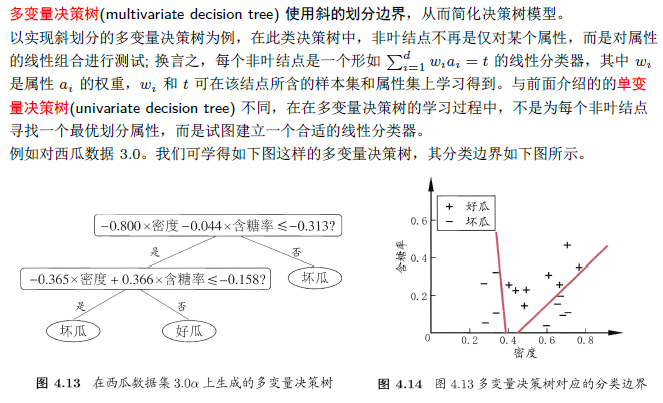 多变量决策树(multivariate decision tree) 使用斜的划分边界，从而简化决策树模型。
以实现斜划分的多变量决策树为例，在此类决策树中，非叶结点不再是仅对某个属性，而是对属性
的线性组合进行测试; 换言之，每个非叶结点是一个形如 ∑_{i=1}^{d} w_i a_i = t 的线性分类器，其中 w_i
是属性 a_i 的权重，w_i 和 t 可在该结点所含的样本集和属性集上学习得到。与前面介绍的的单变
量决策树(univariate decision tree) 不同，在在多变量决策树的学习过程中，不是为每个非叶结点
寻找一个最优划分属性，而是试图建立一个合适的线性分类器。
例如对西瓜数据 3.0。我们可学得如下图这样的多变量决策树，其分类边界如下图所示。
−0.800×密度 −0.044×含糖率 ≤−0.313?
是
否
−0.365×密度 + 0.366×含糖率 ≤−0.158?
坏瓜
是
否
坏瓜
好瓜
图 4.13 在西瓜数据集 3.0α 上生成的多变量决策树
+ 好瓜
− 坏瓜
0.6
0.4
0.2
含糖率
0
0.2
0.4
0.6
0.8
密度
图 4.14 图 4.13 多变量决策树对应的分类边界